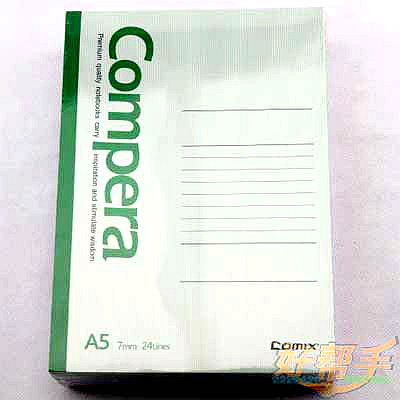 Compera
Premium quality notebooks carry inspiration and stimulate wisdom
A5 7mm 24Lines
comix
好帮手